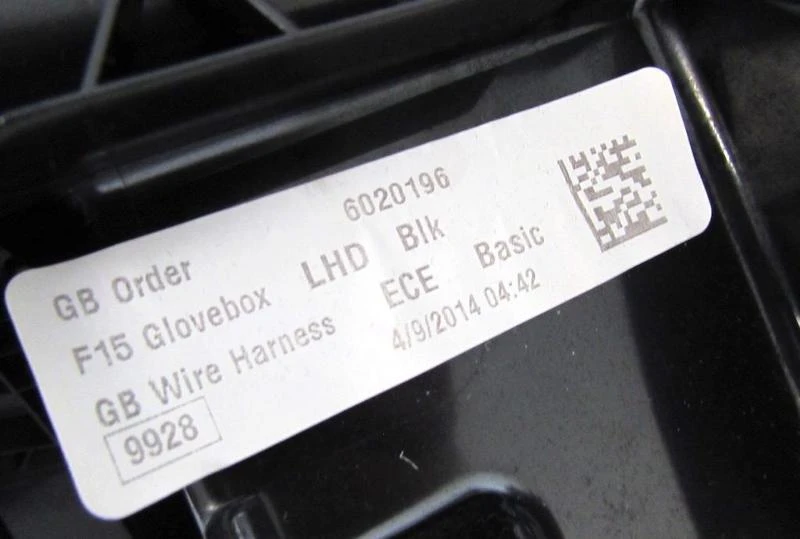 GB Order 6020196
F15 Glovebox LHD Blk
GB Wire Harness ECE Basic
9928 4/9/2014 04:42